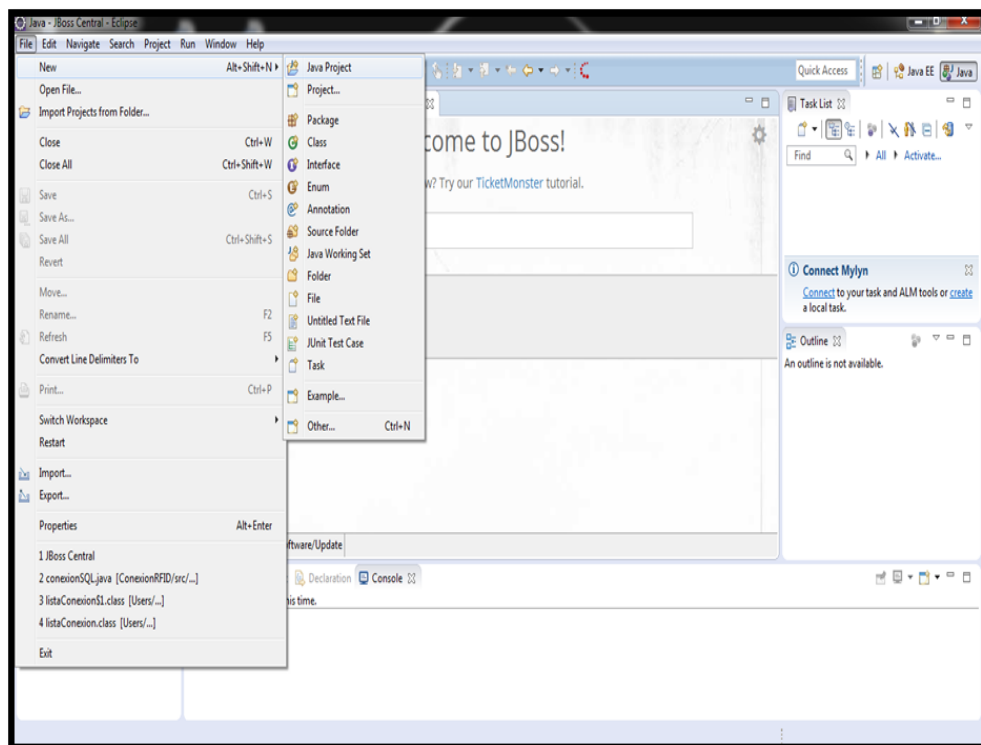 Java - JBoss Central - Eclipse
File Edit Navigate Search Project Run Window Help
Quick Access
Java EE
Java
New Alt+Shift+N
Open File...
Import Projects from Folder...
Close Ctrl+W
Close All Ctrl+Shift+W
Save Ctrl+S
Save As...
Save All Ctrl+Shift+S
Revert
Move...
Rename... F2
Refresh F5
Convert Line Delimiters To
Print... Ctrl+P
Switch Workspace
Restart
Import...
Export...
Properties Alt+Enter
1 JBoss Central
2 conexionSQL.java [ConexionRFID/src/...]
3 listaConexion$1.class [Users/...]
4 listaConexion.class [Users/...]
Exit
Java Project
Project...
Package
Class
Interface
Enum
Annotation
Source Folder
Java Working Set
Folder
File
Untitled Text File
JUnit Test Case
Task
Example...
Other... Ctrl+N
come to JBoss!
w? Try our TicketMonster tutorial.
oftware/Update
Declaration Console
his time.
Task List
Find All Activate...
Connect Mylyn
Connect to your task and ALM tools or create
a local task.
Outline
An outline is not available.